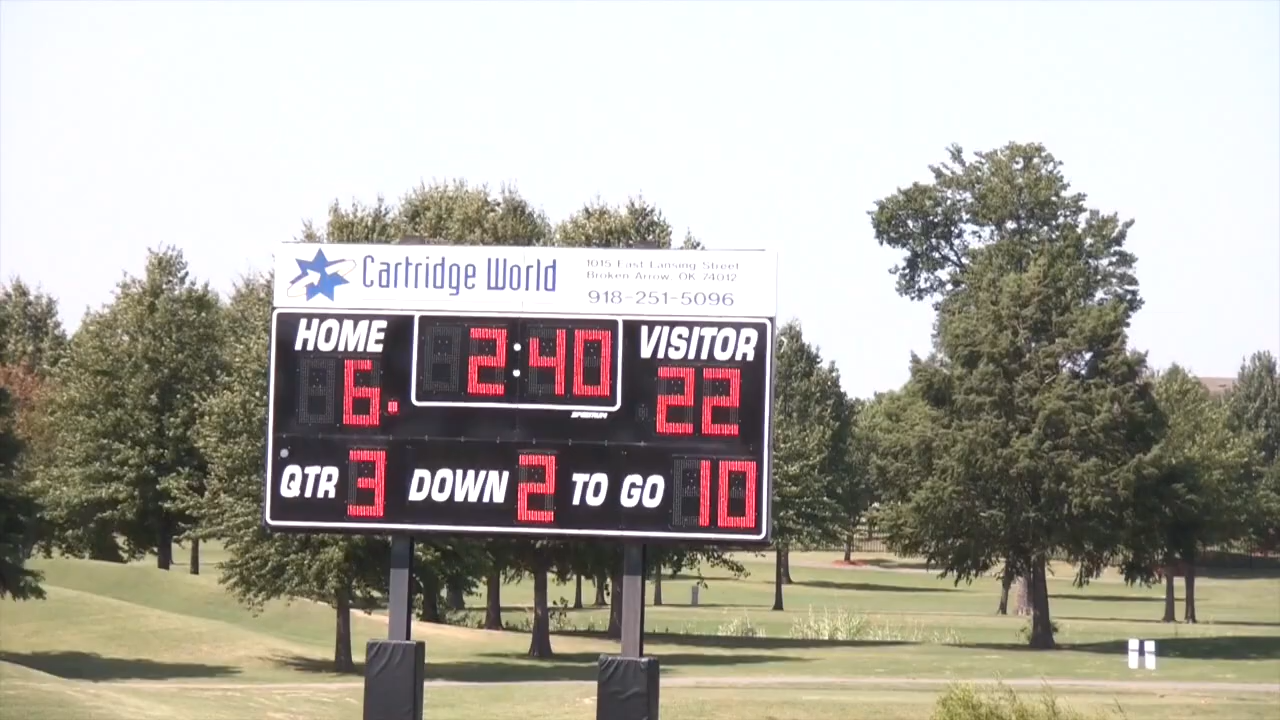 Cartridge World
1015 East Lansing Street
Broken Arrow, OK 74012
918-251-5096
HOME 2:40 VISITOR
6 22
QTR 3 DOWN 2 TO GO 10